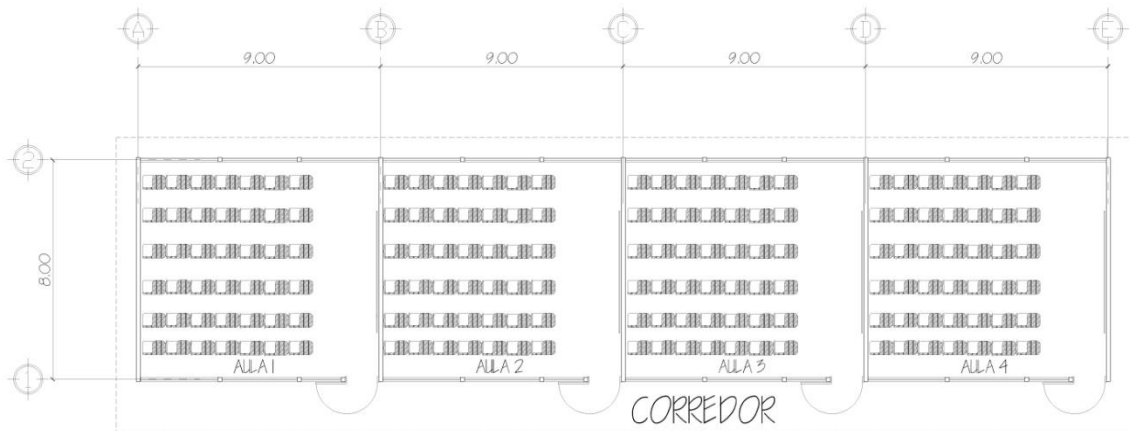 A B C D E
9.00 9.00 9.00 9.00
2
8.00
AULA 1 AULA 2 AULA 3 AULA 4
1
CORREDOR